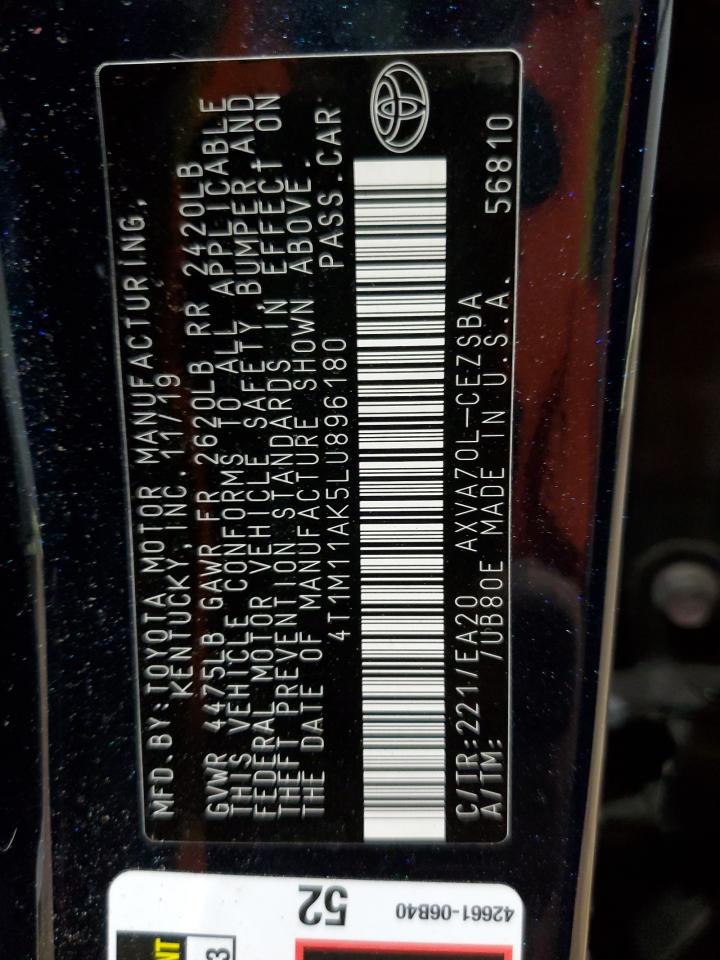 MFD.BY:TOYOTA MOTOR MANUFACTURING,
KENTUCKY, INC. 11/19
GVWR 4475LB GAWR FR 2620LB RR 2420LB
THIS VEHICLE CONFORMS TO ALL APPLICABLE
FEDERAL MOTOR VEHICLE SAFETY, BUMPER AND
THEFT PREVENTION STANDARDS IN EFFECT ON
THE DATE OF MANUFACTURE SHOWN ABOVE.
4T1M11AK5LU896180 PASS.CAR
C/TR:221/EA20 AXVA70L-CEZSBA
A/TM: /UB80E MADE IN U.S.A. 56810
42661-06B40
52
NT
3